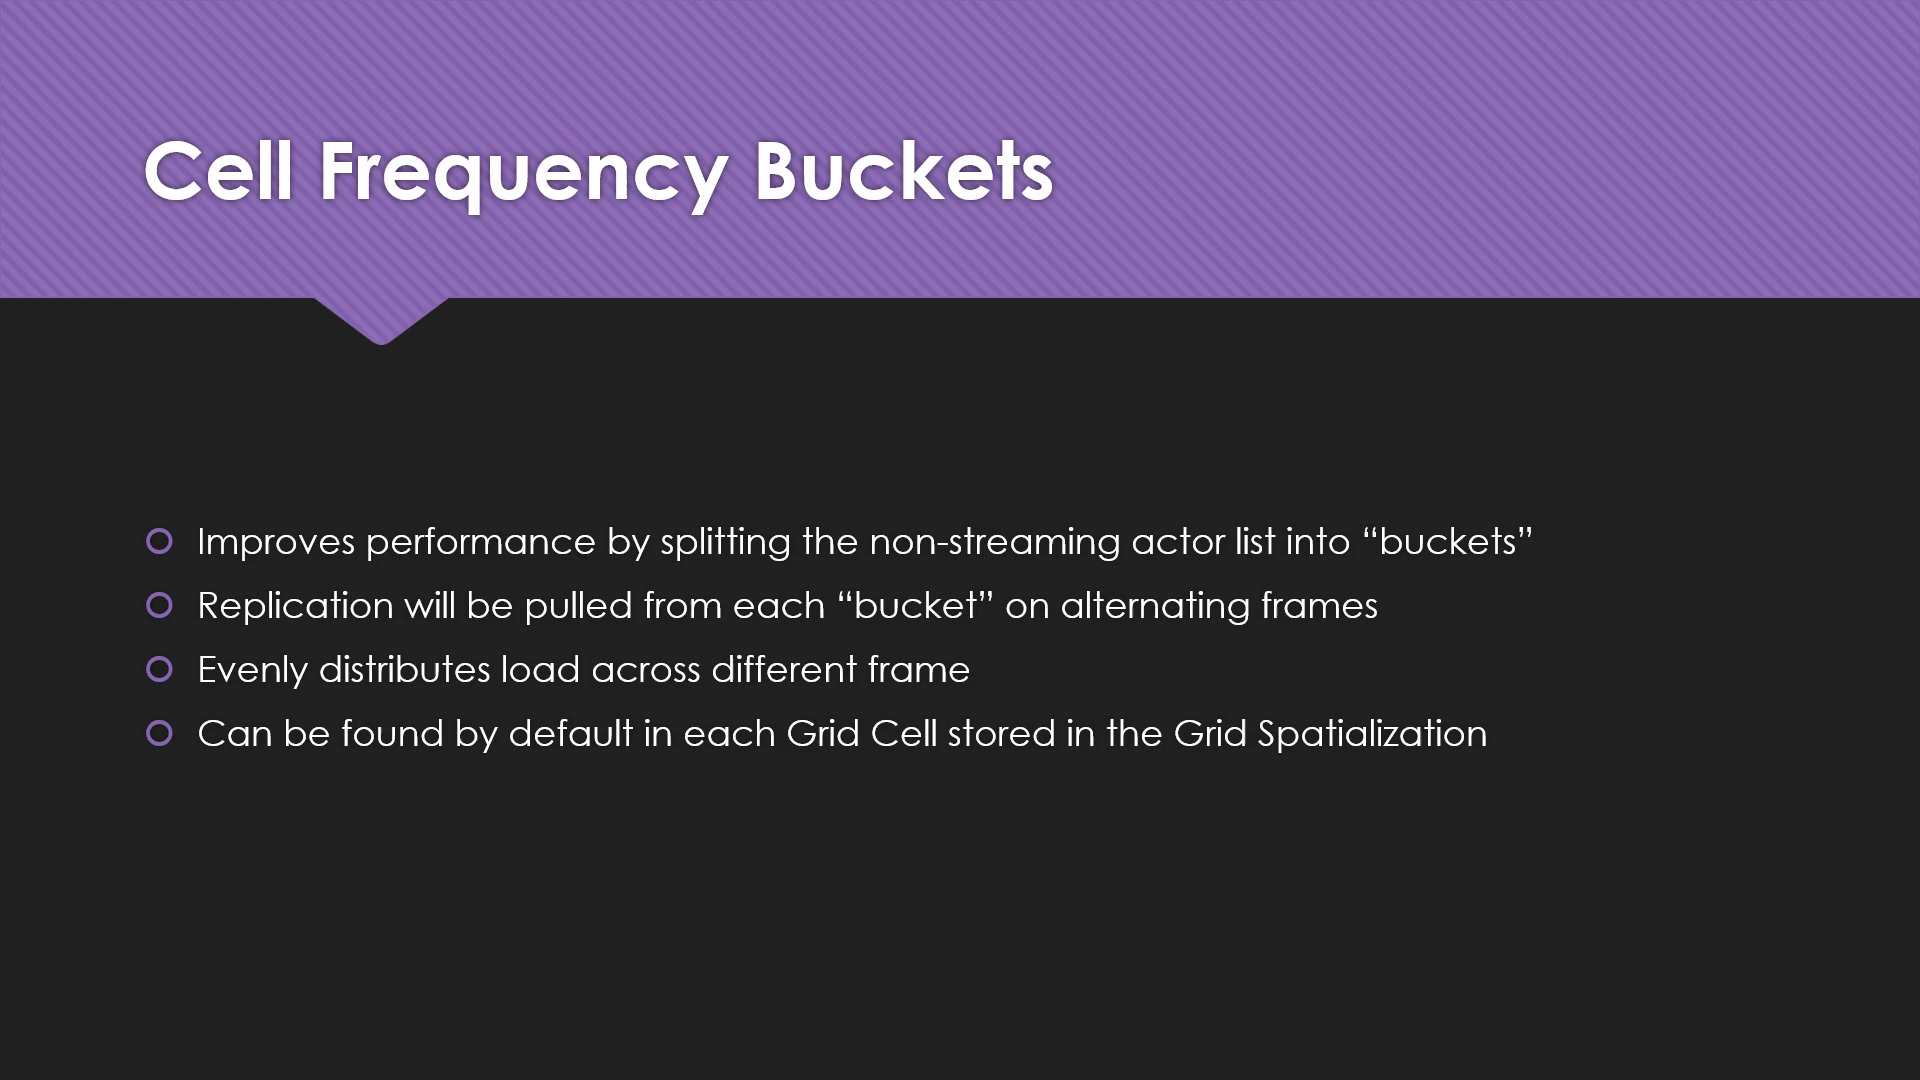 Cell Frequency Buckets
Improves performance by splitting the non-streaming actor list into “buckets”
Replication will be pulled from each “bucket” on alternating frames
Evenly distributes load across different frame
Can be found by default in each Grid Cell stored in the Grid Spatialization